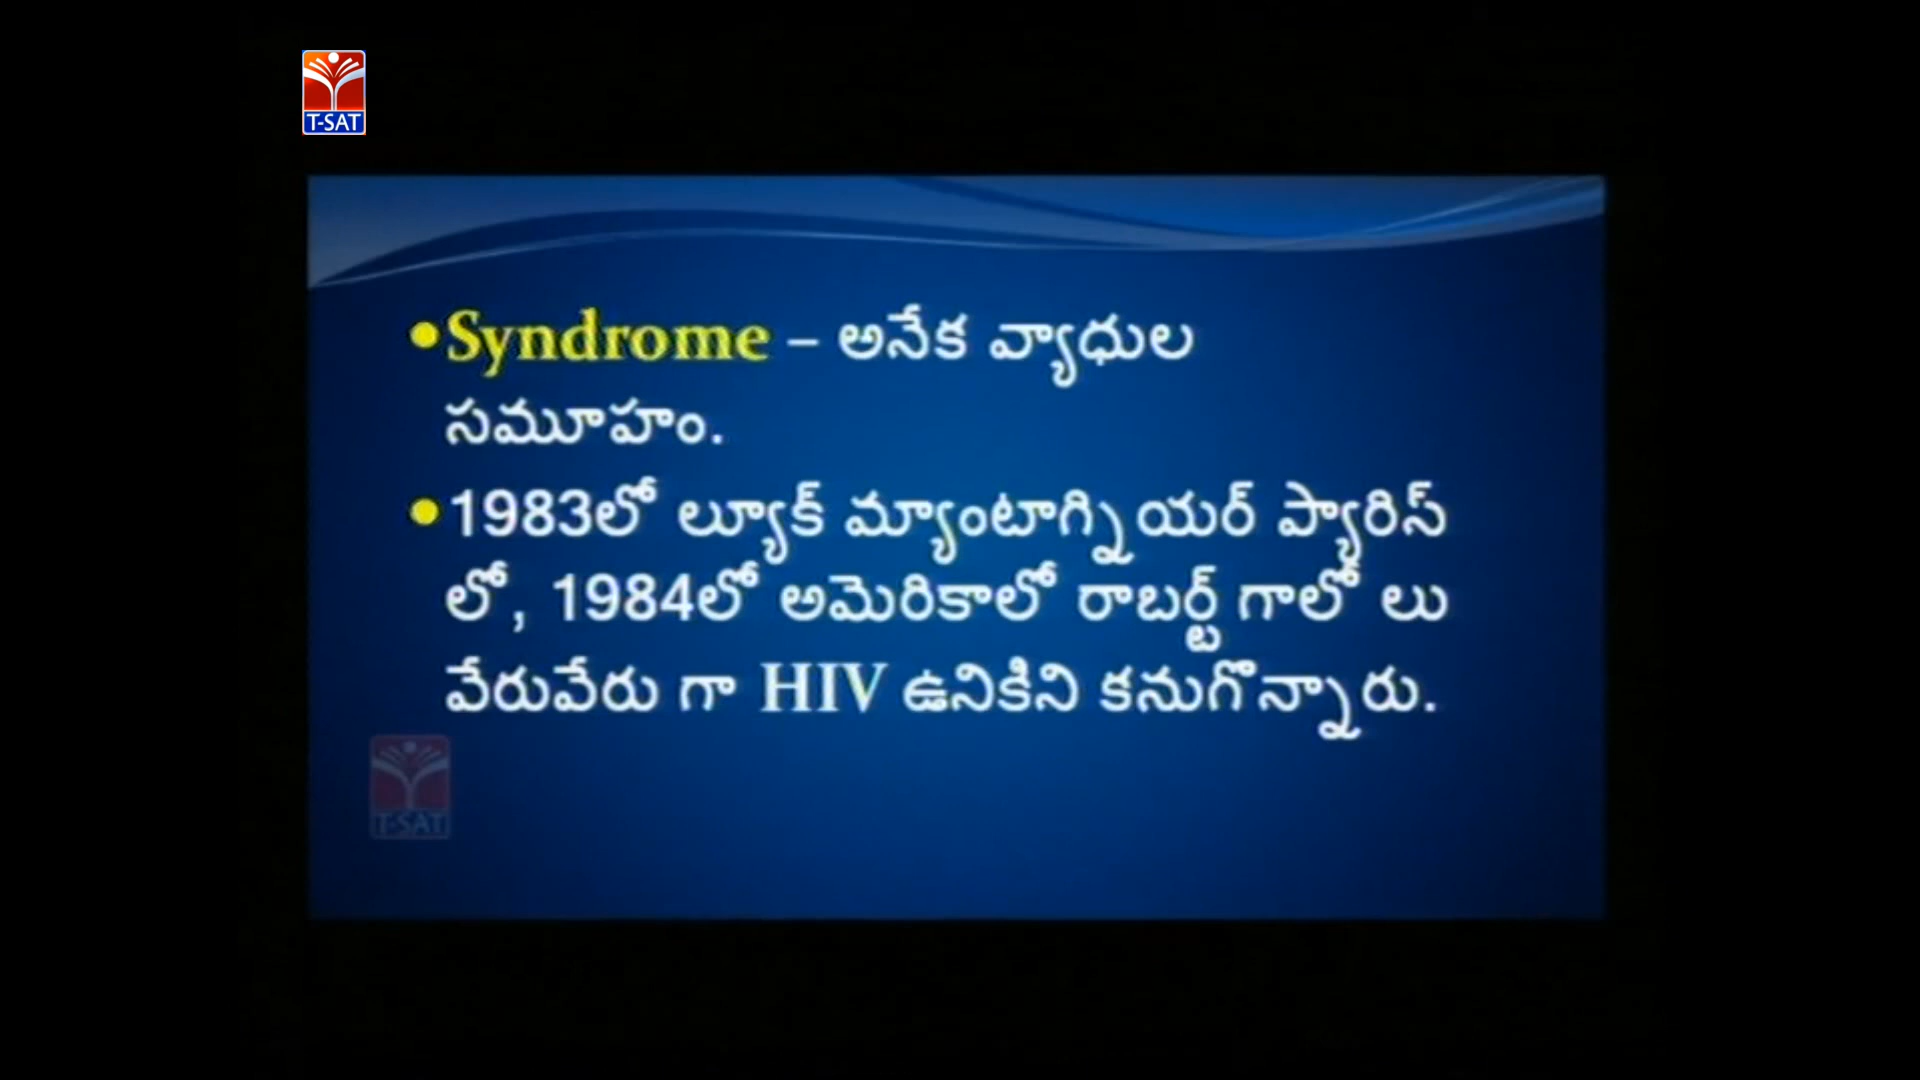 T-SAT
•Syndrome – అనేక వ్యాధుల
సమూహం.
•1983లో ల్యూక్ మ్యాంటాగ్నియర్ ప్యారిస్
లో, 1984లో అమెరికాలో రాబర్ట్ గాలో లు
వేరువేరు గా HIV ఉనికిని కనుగొన్నారు.
T-SAT